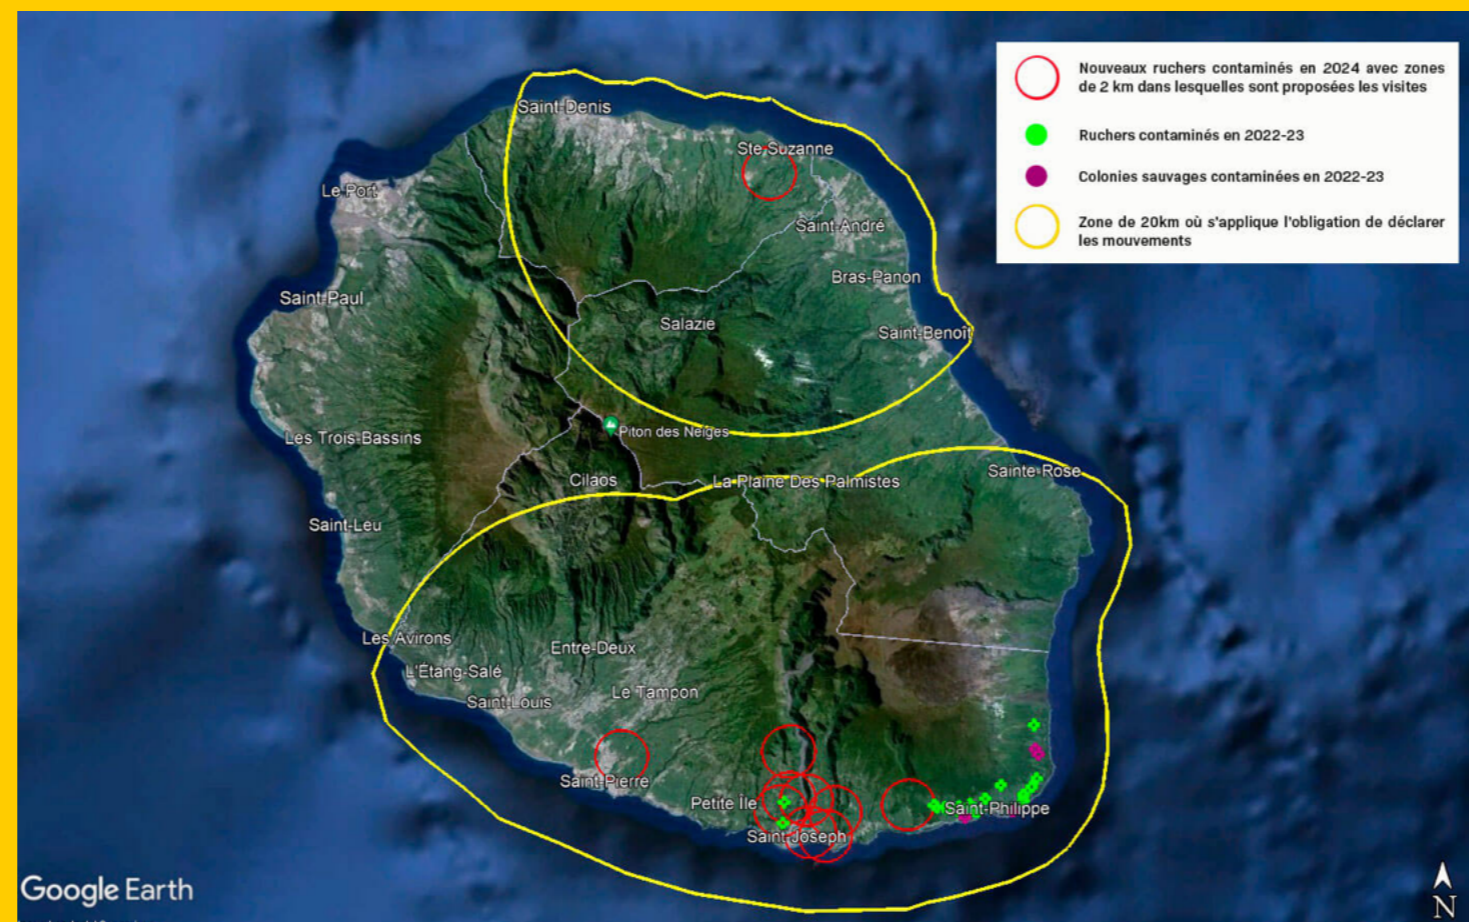 Nouveaux ruchers contaminés en 2024 avec zones
de 2 km dans lesquelles sont proposées les visites
Ruchers contaminés en 2022-23
Colonies sauvages contaminées en 2022-23
Zone de 20km où s'applique l'obligation de déclarer
les mouvements
Saint-Denis
Ste-Suzanne
Le Port
Saint-André
Bras-Panon
Saint-Paul
Salazie
Saint-Benoît
Piton des Neiges
Les Trois-Bassins
Sainte-Rose
Cilaos
La Plaine Des Palmistes
Saint-Leu
Les Avirons
Entre-Deux
L'Étang-Salé
Le Tampon
Saint-Louis
Saint-Pierre
Petite Île
Saint-Philippe
Saint-Joseph
Google Earth
N